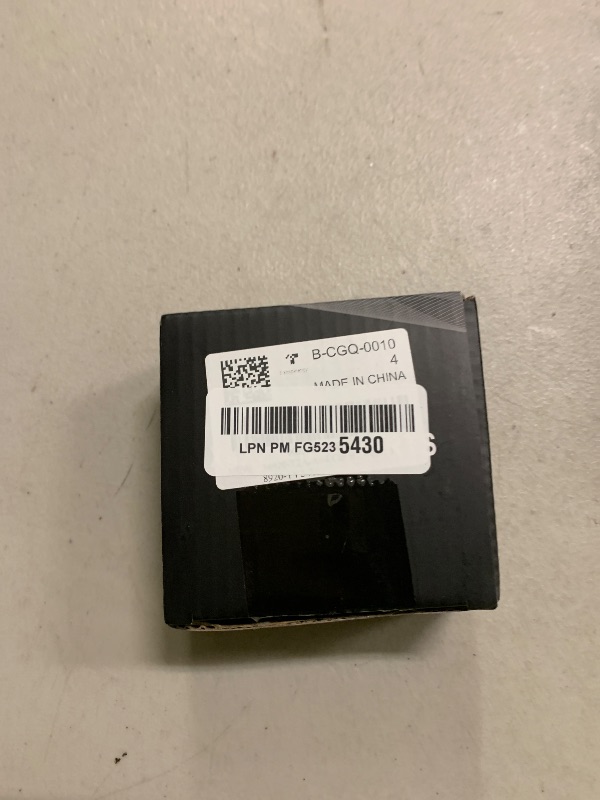 B-CGQ-0010
4
MADE IN CHINA
LPN PM FG523 5430
S